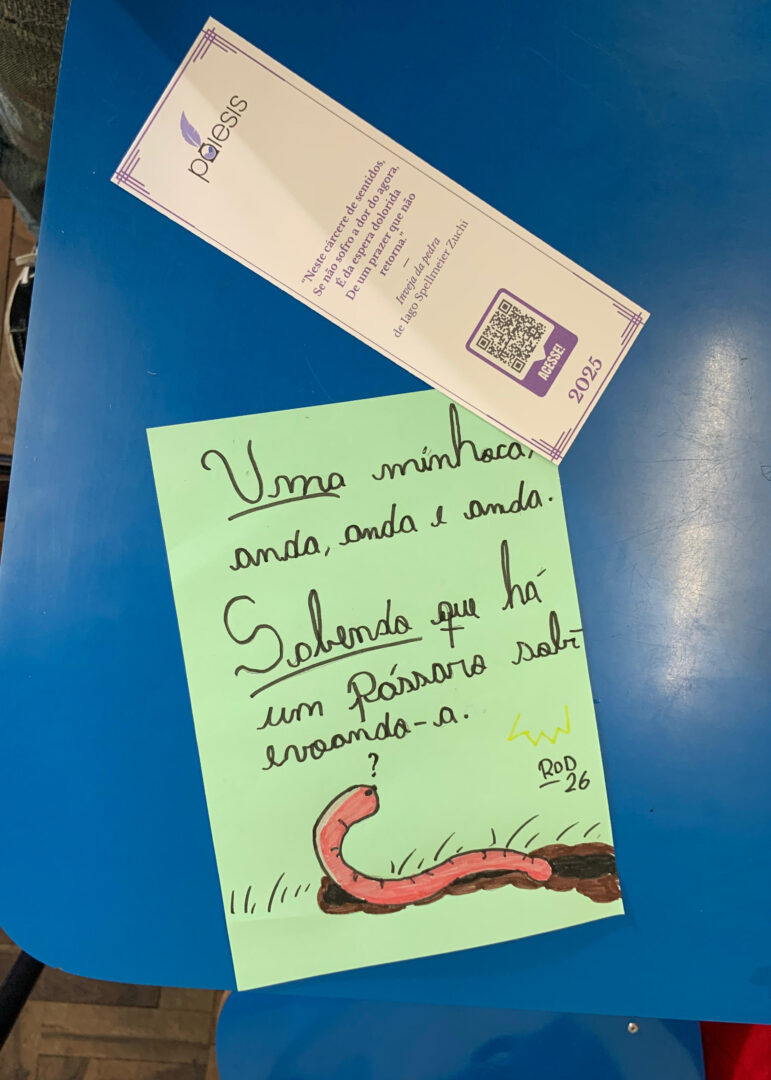 poiesis
"Neste cárcere de sentidos,
Se não sofro a dor do agora,
É da espera dolorida
De um prazer que não
retorna."
—
Inveja da pedra
de Iago Spellmeier Zuchi
ACESSE!
2025
Uma minhoca,
anda, anda e anda.
Sabendo que há
um Pássaro sobr
evoando-a.
?
ROD
26